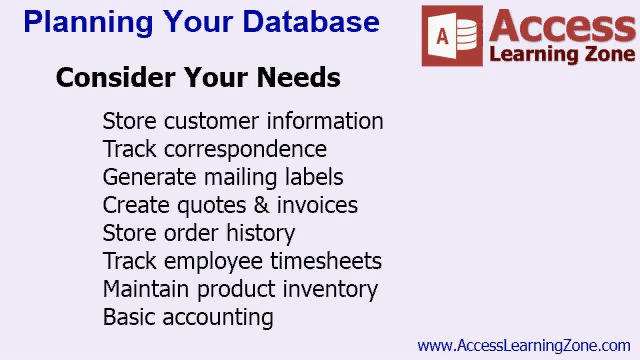 Planning Your Database
A
Access
Learning Zone
Consider Your Needs
Store customer information
Track correspondence
Generate mailing labels
Create quotes & invoices
Store order history
Track employee timesheets
Maintain product inventory
Basic accounting
www.AccessLearningZone.com